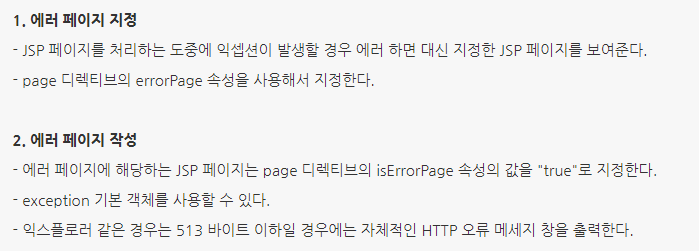 1. 에러 페이지 지정
- JSP 페이지를 처리하는 도중에 익셉션이 발생할 경우 에러 하면 대신 지정한 JSP 페이지를 보여준다.
- page 디렉티브의 errorPage 속성을 사용해서 지정한다.
2. 에러 페이지 작성
- 에러 페이지에 해당하는 JSP 페이지는 page 디렉티브의 isErrorPage 속성의 값을 "true"로 지정한다.
- exception 기본 객체를 사용할 수 있다.
- 익스플로러 같은 경우는 513 바이트 이하일 경우에는 자체적인 HTTP 오류 메세지 창을 출력한다.